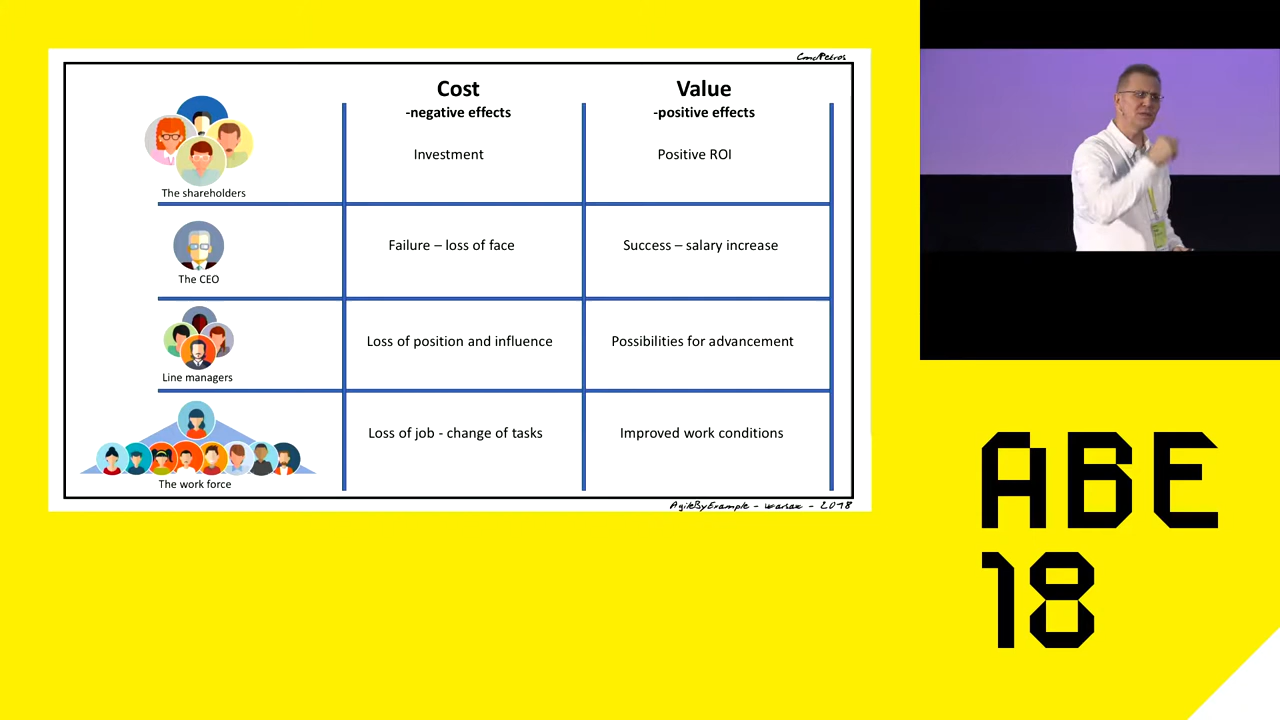 CmdPetros
Cost
Value
-negative effects
-positive effects
Investment
Positive ROI
The shareholders
Failure – loss of face
Success – salary increase
The CEO
Loss of position and influence
Possibilities for advancement
Line managers
Loss of job - change of tasks
Improved work conditions
The work force
AgileByExample - warsaw - 2018
ABE
18